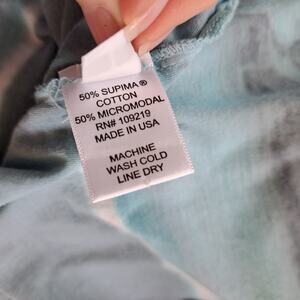 50% SUPIMA®
COTTON
50% MICROMODAL
RN# 109219
MADE IN USA
MACHINE
WASH COLD
LINE DRY